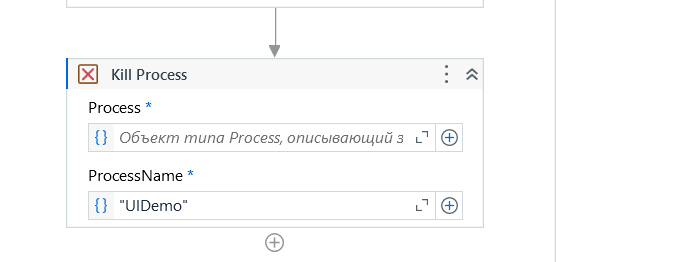 Kill Process
Process *
{} Объект типа Process, описывающий з
ProcessName *
{} "UIDemo"